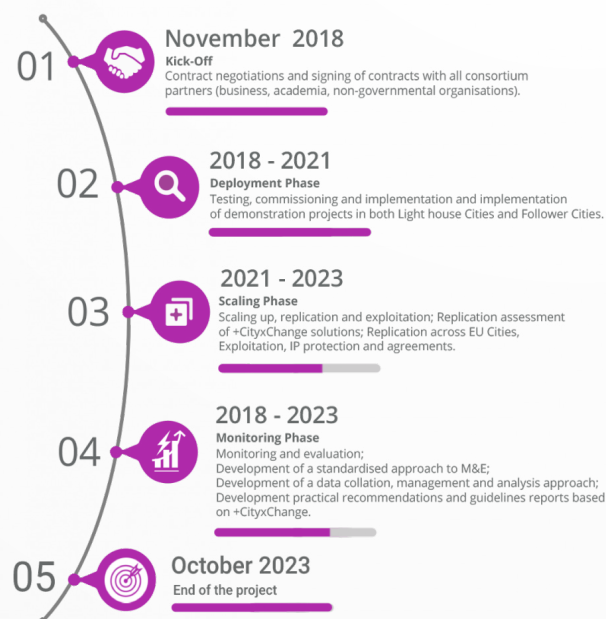 01
November 2018
Kick-Off
Contract negotiations and signing of contracts with all consortium
partners (business, academia, non-governmental organisations).
02
2018 - 2021
Deployment Phase
Testing, commissioning and implementation and implementation
of demonstration projects in both Light house Cities and Follower Cities.
03
2021 - 2023
Scaling Phase
Scaling up, replication and exploitation; Replication assessment
of +CityxChange solutions; Replication across EU Cities,
Exploitation, IP protection and agreements.
04
2018 - 2023
Monitoring Phase
Monitoring and evaluation;
Development of a standardised approach to M&E;
Development of a data collation, management and analysis approach;
Development practical recommendations and guidelines reports based
on +CityxChange.
05
October 2023
End of the project